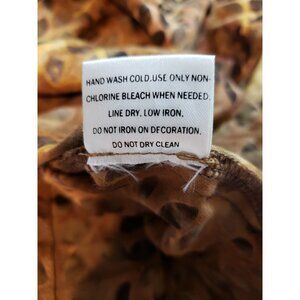 HAND WASH COLD.USE ONLY NON-
CHLORINE BLEACH WHEN NEEDED.
LINE DRY, LOW IRON.
DO NOT IRON ON DECORATION.
DO NOT DRY CLEAN